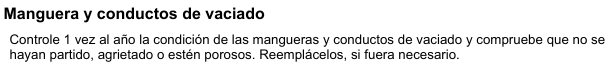 Manguera y conductos de vaciado
Controle 1 vez al año la condición de las mangueras y conductos de vaciado y compruebe que no se
hayan partido, agrietado o estén porosos. Reemplácelos, si fuera necesario.